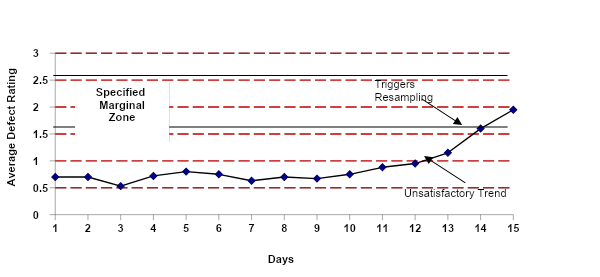 3
2.5
2
1.5
1
0.5
0
Average Defect Rating
Specified
Marginal
Zone
Triggers
Resampling
Unsatisfactory Trend
1 2 3 4 5 6 7 8 9 10 11 12 13 14 15
Days